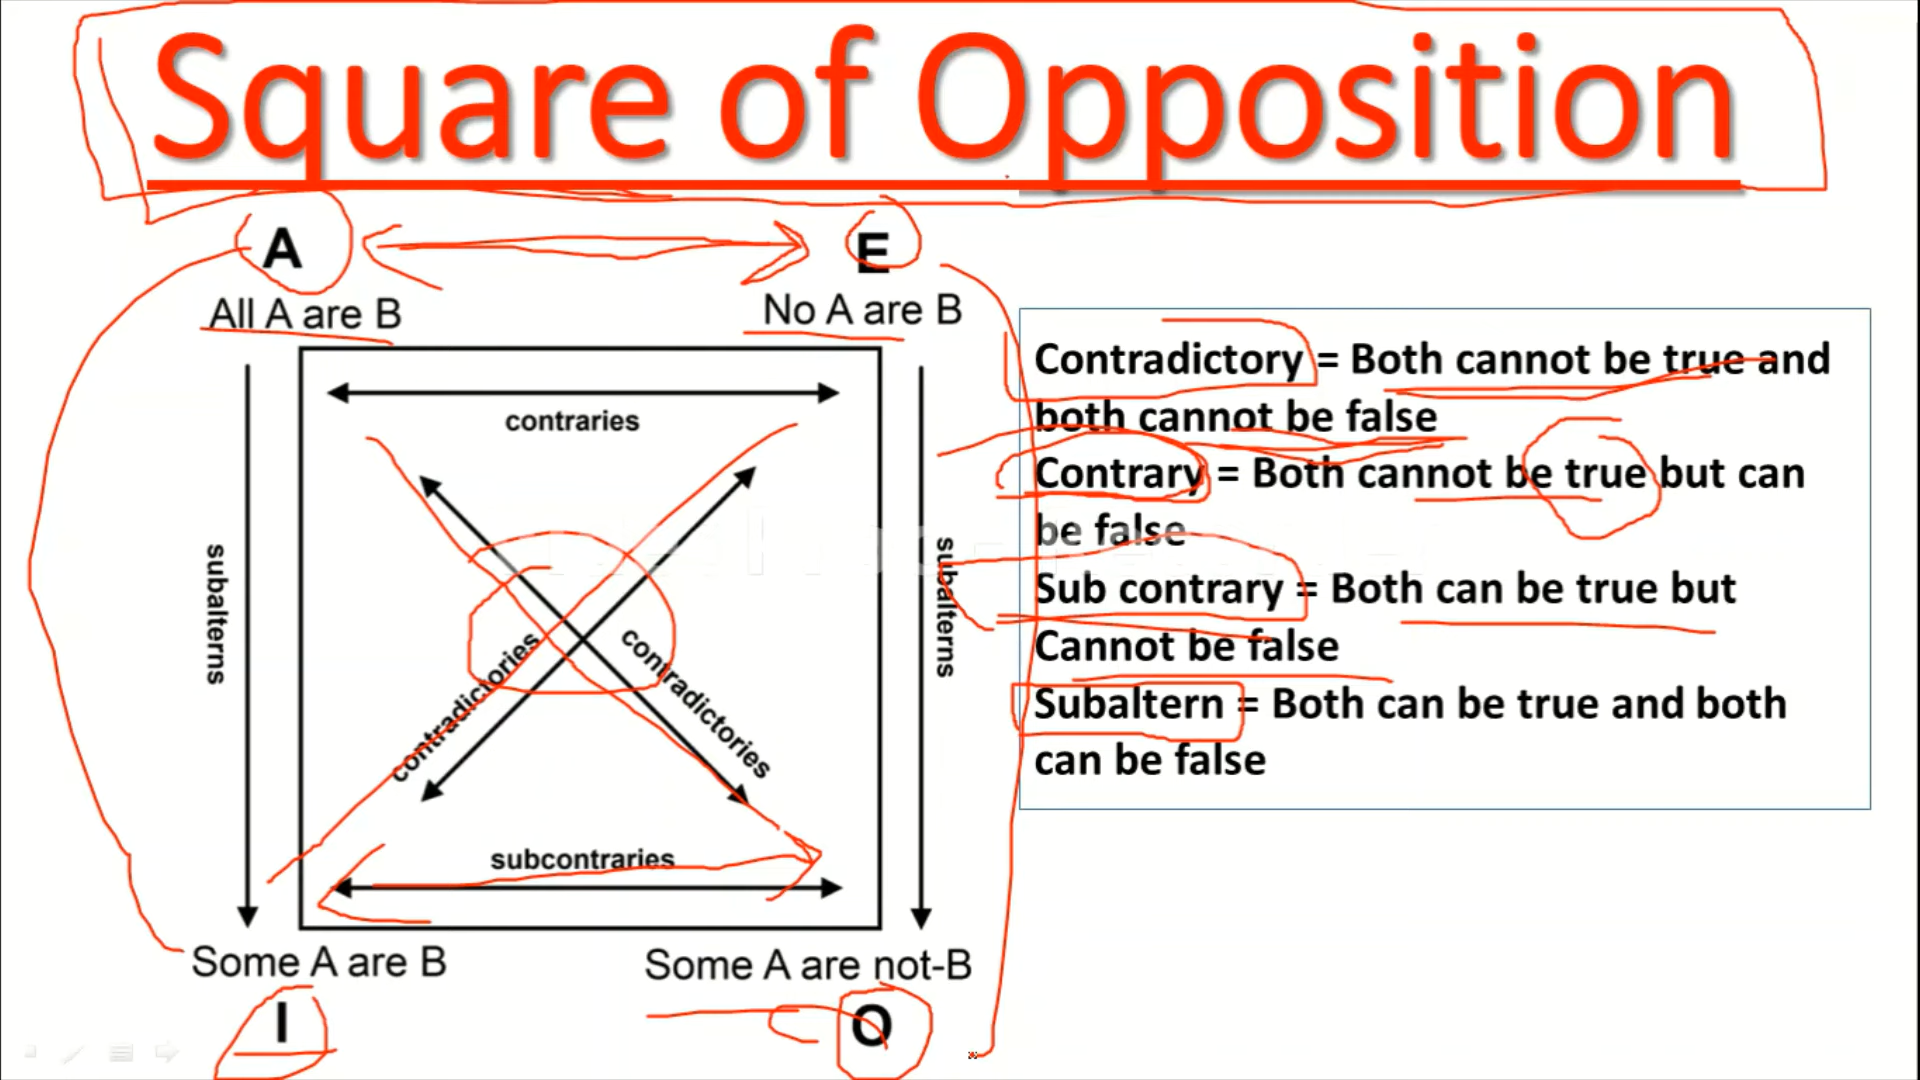 Square of Opposition
A
E
All A are B
No A are B
contraries
subalterns
subalterns
contradictories
contradictories
subcontraries
Some A are B
Some A are not-B
I
O
Contradictory = Both cannot be true and
both cannot be false
Contrary = Both cannot be true but can
be false
Sub contrary = Both can be true but
Cannot be false
Subaltern = Both can be true and both
can be false